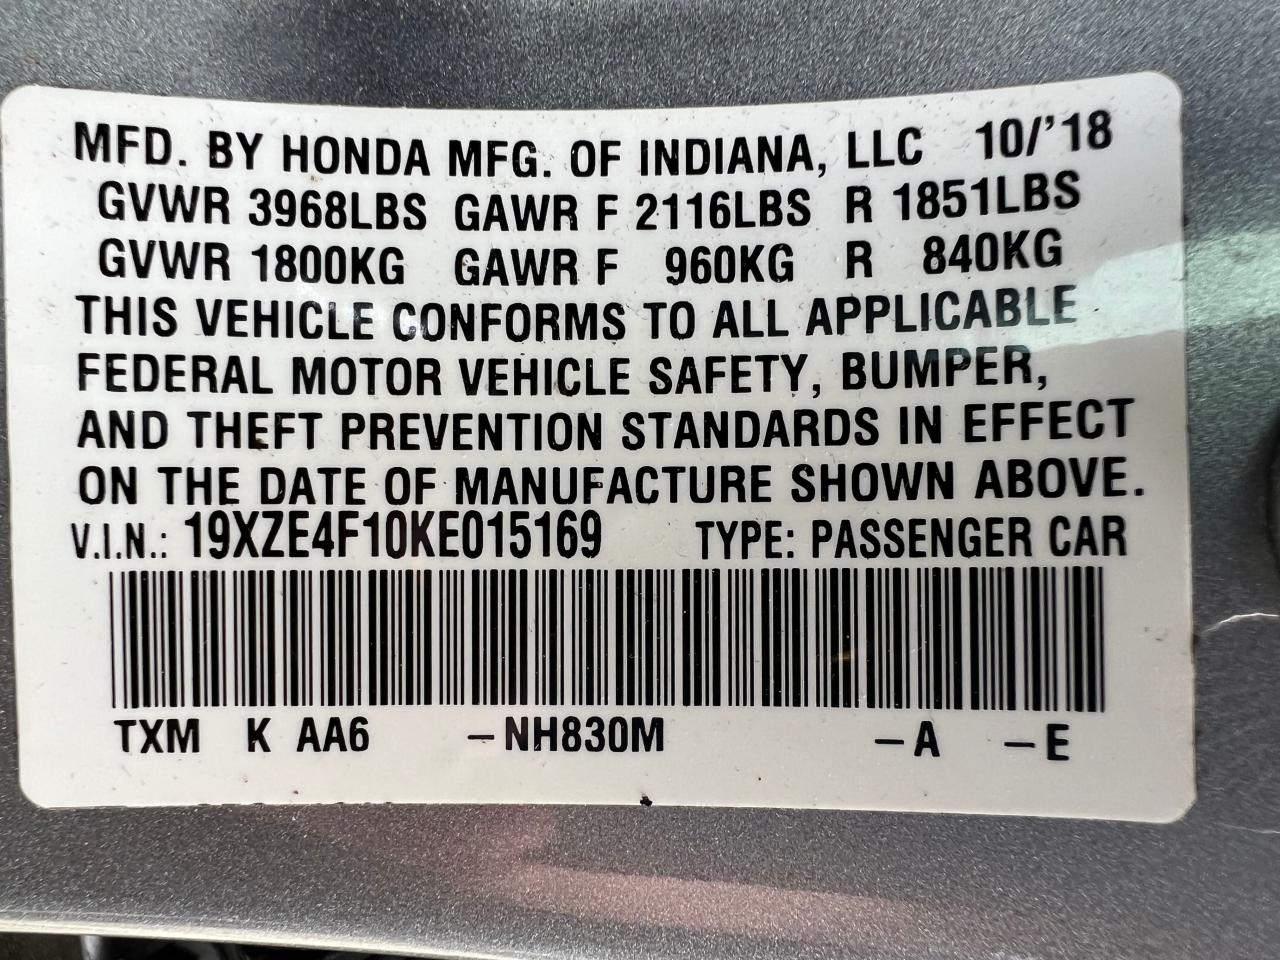 MFD. BY HONDA MFG. OF INDIANA, LLC 10/'18
GVWR 3968LBS GAWR F 2116LBS R 1851LBS
GVWR 1800KG GAWR F 960KG R 840KG
THIS VEHICLE CONFORMS TO ALL APPLICABLE
FEDERAL MOTOR VEHICLE SAFETY, BUMPER,
AND THEFT PREVENTION STANDARDS IN EFFECT
ON THE DATE OF MANUFACTURE SHOWN ABOVE.
V.I.N.: 19XZE4F10KE015169 TYPE: PASSENGER CAR
TXM K AA6 –NH830M –A –E